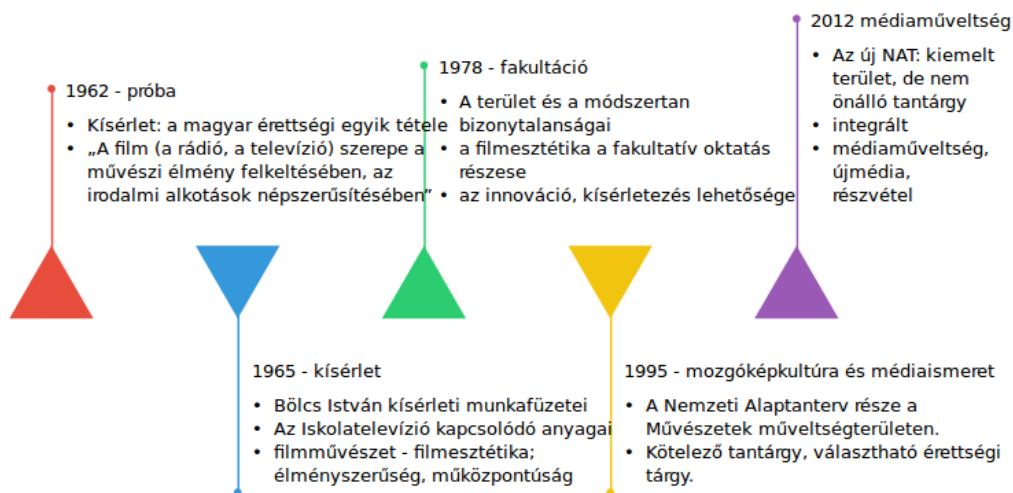 1962 - próba
• Kísérlet: a magyar érettségi egyik tétele
• „A film (a rádió, a televízió) szerepe a
művészi élmény felkeltésében, az
irodalmi alkotások népszerűsítésében”
1965 - kísérlet
• Bölcs István kísérleti munkafüzetei
• Az Iskolatelevízió kapcsolódó anyagai
• filmművészet - filmesztétika;
élményszerűség, műközpontúság
1978 - fakultáció
• A terület és a módszertan
bizonytalanságai
• a filmesztétika a fakultatív oktatás
részese
• az innováció, kísérletezés lehetősége
1995 - mozgóképkultúra és médiaismeret
• A Nemzeti Alaptanterv része a
Művészetek műveltségterületen.
• Kötelező tantárgy, választható érettségi
tárgy.
2012 médiaműveltség
• Az új NAT: kiemelt
terület, de nem
önálló tantárgy
• integrált
• médiaműveltség,
újmédia,
részvétel